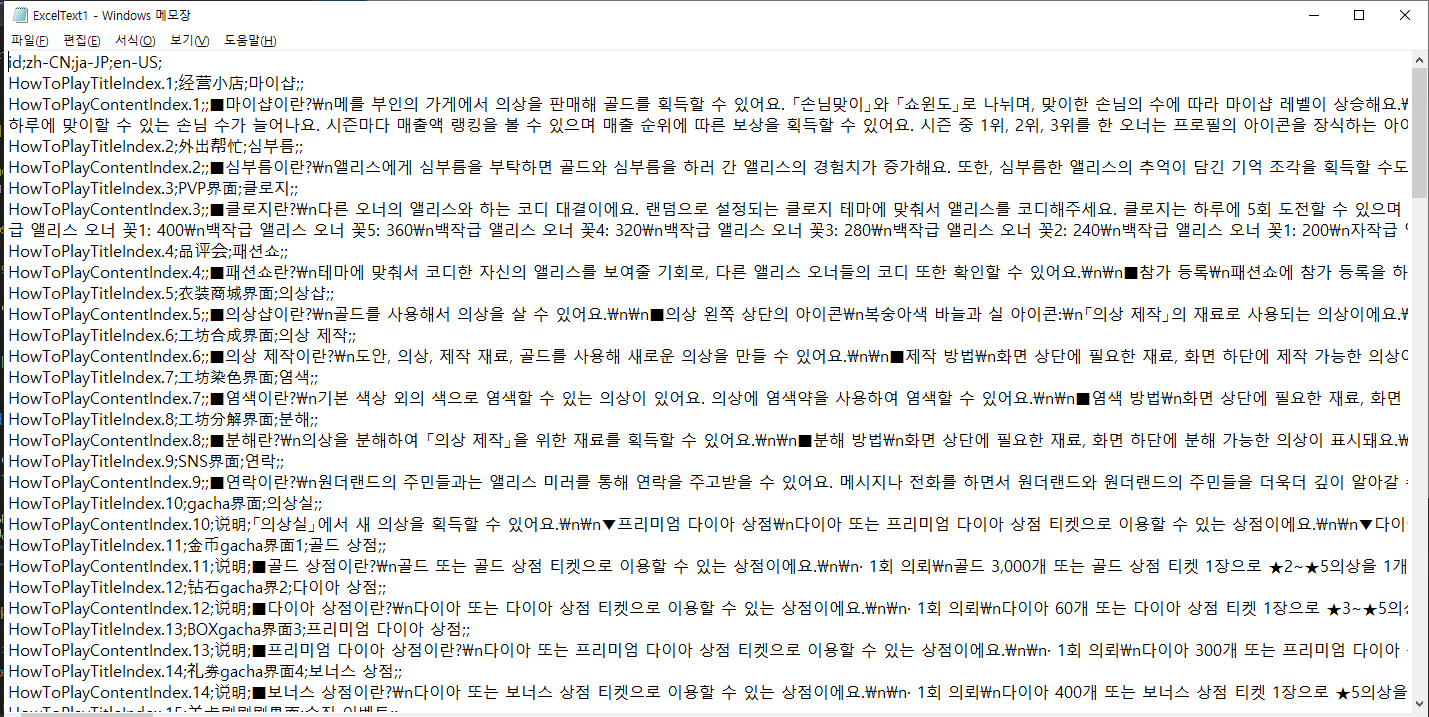 ExcelText1 - Windows 메모장
파일(F) 편집(E) 서식(O) 보기(V) 도움말(H)
id;zh-CN;ja-JP;en-US;
HowToPlayTitleIndex.1;经营小店;마이샵;;
HowToPlayContentIndex.1;;■마이샵이란?₩n메를 부인의 가게에서 의상을 판매해 골드를 획득할 수 있어요. 「손님맞이」와 「쇼윈도」로 나뉘며, 맞이한 손님의 수에 따라 마이샵 레벨이 상승해요.₩
하루에 맞이할 수 있는 손님 수가 늘어나요. 시즌마다 매출액 랭킹을 볼 수 있으며 매출 순위에 따른 보상을 획득할 수 있어요. 시즌 중 1위, 2위, 3위를 한 오너는 프로필의 아이콘을 장식하는
HowToPlayTitleIndex.2;外出帮忙;심부름;;
HowToPlayContentIndex.2;;■심부름이란?₩n앨리스에게 심부름을 부탁하면 골드와 심부름을 하러 간 앨리스의 경험치가 증가해요. 또한, 심부름한 앨리스의 추억이 담긴 기억 조각을 획득할 수도
HowToPlayTitleIndex.3;PVP界面;클로지;;
HowToPlayContentIndex.3;;■클로지란?₩n다른 오너의 앨리스와 하는 코디 대결이에요. 랜덤으로 설정되는 클로지 테마에 맞춰서 앨리스를 코디해주세요. 클로지는 하루에 5회 도전할 수 있으며
급 앨리스 오너 꽃1: 400₩n백작급 앨리스 오너 꽃5: 360₩n백작급 앨리스 오너 꽃4: 320₩n백작급 앨리스 오너 꽃3: 280₩n백작급 앨리스 오너 꽃2: 240₩n백작급 앨리스 오너 꽃1: 200₩n자작급
HowToPlayTitleIndex.4;品评会;패션쇼;;
HowToPlayContentIndex.4;;■패션쇼란?₩n테마에 맞춰서 코디한 자신의 앨리스를 보여줄 기회로, 다른 앨리스 오너들의 코디 또한 확인할 수 있어요.₩n₩n■참가 등록₩n패션쇼에 참가 등록을 하
HowToPlayTitleIndex.5;衣装商城界面;의상샵;;
HowToPlayContentIndex.5;;■의상샵이란?₩n골드를 사용해서 의상을 살 수 있어요.₩n₩n■의상 왼쪽 상단의 아이콘₩n복숭아색 바늘과 실 아이콘:₩n「의상 제작」의 재료로 사용되는 의상이에요.₩
HowToPlayTitleIndex.6;工坊合成界面;의상 제작;;
HowToPlayContentIndex.6;;■의상 제작이란?₩n도안, 의상, 제작 재료, 골드를 사용해 새로운 의상을 만들 수 있어요.₩n₩n■제작 방법₩n화면 상단에 필요한 재료, 화면 하단에 제작 가능한 의상이
HowToPlayTitleIndex.7;工坊染色界面;염색;;
HowToPlayContentIndex.7;;■염색이란?₩n기본 색상 외의 색으로 염색할 수 있는 의상이 있어요. 의상에 염색약을 사용하여 염색할 수 있어요.₩n₩n■염색 방법₩n화면 상단에 필요한 재료, 화면
HowToPlayTitleIndex.8;工坊分解界面;분해;;
HowToPlayContentIndex.8;;■분해란?₩n의상을 분해하여 「의상 제작」을 위한 재료를 획득할 수 있어요.₩n₩n■분해 방법₩n화면 상단에 필요한 재료, 화면 하단에 분해 가능한 의상이 표시돼요.₩
HowToPlayTitleIndex.9;SNS界面;연락;;
HowToPlayContentIndex.9;;■연락이란?₩n원더랜드의 주민들과는 앨리스 미러를 통해 연락을 주고받을 수 있어요. 메시지나 전화를 하면서 원더랜드와 원더랜드의 주민들을 더욱더 깊이 알아갈
HowToPlayTitleIndex.10;gacha界面;의상실;;
HowToPlayContentIndex.10;说明;「의상실」에서 새 의상을 획득할 수 있어요.₩n₩n▼프리미엄 다이아 상점₩n다이아 또는 프리미엄 다이아 상점 티켓으로 이용할 수 있는 상점이에요.₩n₩n▼다이
HowToPlayTitleIndex.11;金币gacha界面1;골드 상점;;
HowToPlayContentIndex.11;说明;■골드 상점이란?₩n골드 또는 골드 상점 티켓으로 이용할 수 있는 상점이에요.₩n₩n· 1회 의뢰₩n골드 3,000개 또는 골드 상점 티켓 1장으로 ★2~★5의상을 1개
HowToPlayTitleIndex.12;钻石gacha界2;다이아 상점;;
HowToPlayContentIndex.12;说明;■다이아 상점이란?₩n다이아 또는 다이아 상점 티켓으로 이용할 수 있는 상점이에요.₩n₩n· 1회 의뢰₩n다이아 60개 또는 다이아 상점 티켓 1장으로 ★3~★5의상
HowToPlayTitleIndex.13;BOXgacha界面3;프리미엄 다이아 상점;;
HowToPlayContentIndex.13;说明;■프리미엄 다이아 상점이란?₩n다이아 또는 프리미엄 다이아 상점 티켓으로 이용할 수 있는 상점이에요.₩n₩n· 1회 의뢰₩n다이아 300개 또는 프리미엄 다이아
HowToPlayTitleIndex.14;礼券gacha界面4;보너스 상점;;
HowToPlayContentIndex.14;说明;■보너스 상점이란?₩n다이아 또는 보너스 상점 티켓으로 이용할 수 있는 상점이에요.₩n₩n· 1회 의뢰₩n다이아 400개 또는 보너스 상점 티켓 1장으로 ★5의상을